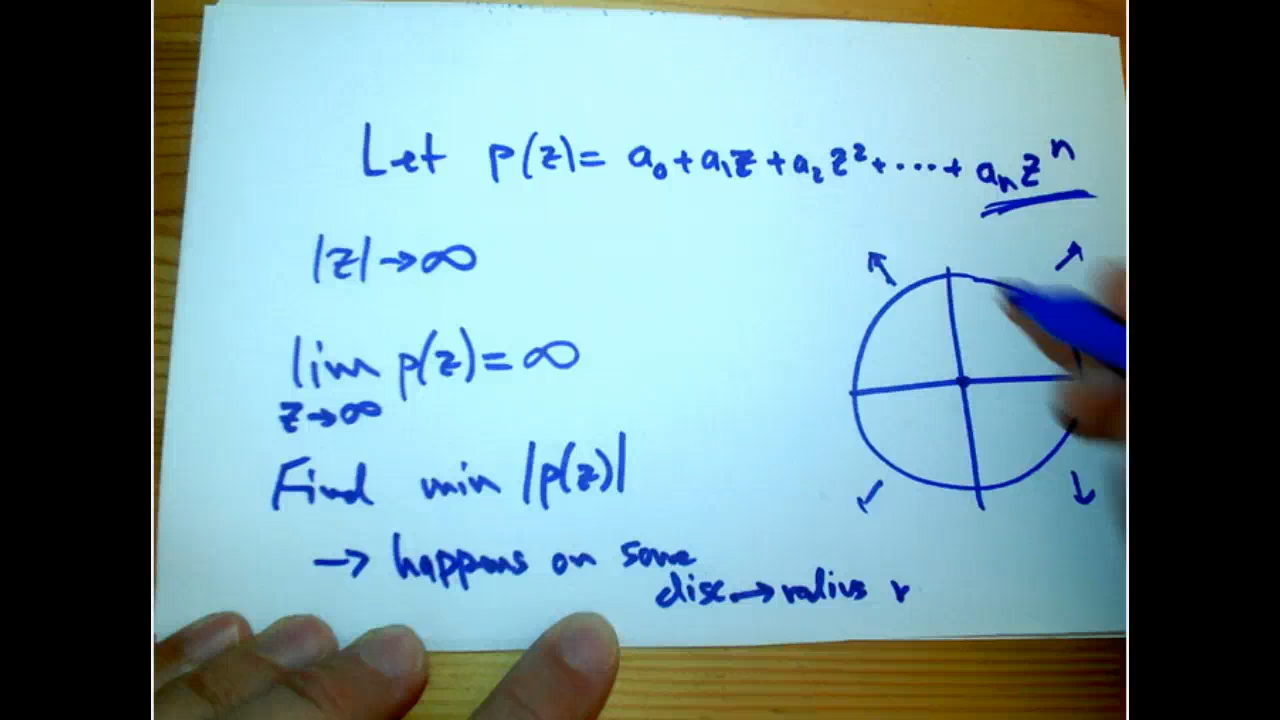 Let p(z) = a₀ + a₁z + a₂z² + ... + aₙzⁿ
|z| → ∞
lim p(z) = ∞
z → ∞
Find min |p(z)|
→ happens on some
disc → radius r